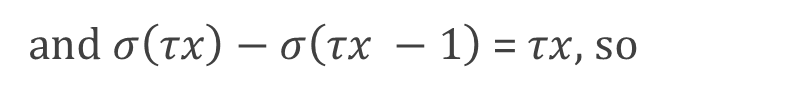 and σ(τx) − σ(τx − 1) = τx, so